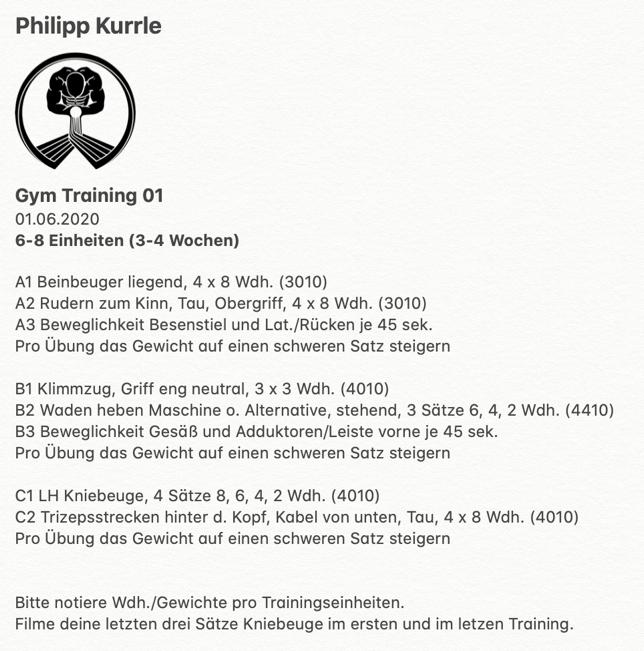 Philipp Kurrle
Gym Training 01
01.06.2020
6-8 Einheiten (3-4 Wochen)
A1 Beinbeuger liegend, 4 x 8 Wdh. (3010)
A2 Rudern zum Kinn, Tau, Obergriff, 4 x 8 Wdh. (3010)
A3 Beweglichkeit Besenstiel und Lat./Rücken je 45 sek.
Pro Übung das Gewicht auf einen schweren Satz steigern
B1 Klimmzug, Griff eng neutral, 3 x 3 Wdh. (4010)
B2 Waden heben Maschine o. Alternative, stehend, 3 Sätze 6, 4, 2 Wdh. (4410)
B3 Beweglichkeit Gesäß und Adduktoren/Leiste vorne je 45 sek.
Pro Übung das Gewicht auf einen schweren Satz steigern
C1 LH Kniebeuge, 4 Sätze 8, 6, 4, 2 Wdh. (4010)
C2 Trizepsstrecken hinter d. Kopf, Kabel von unten, Tau, 4 x 8 Wdh. (4010)
Pro Übung das Gewicht auf einen schweren Satz steigern
Bitte notiere Wdh./Gewichte pro Trainingseinheiten.
Filme deine letzten drei Sätze Kniebeuge im ersten und im letzen Training.